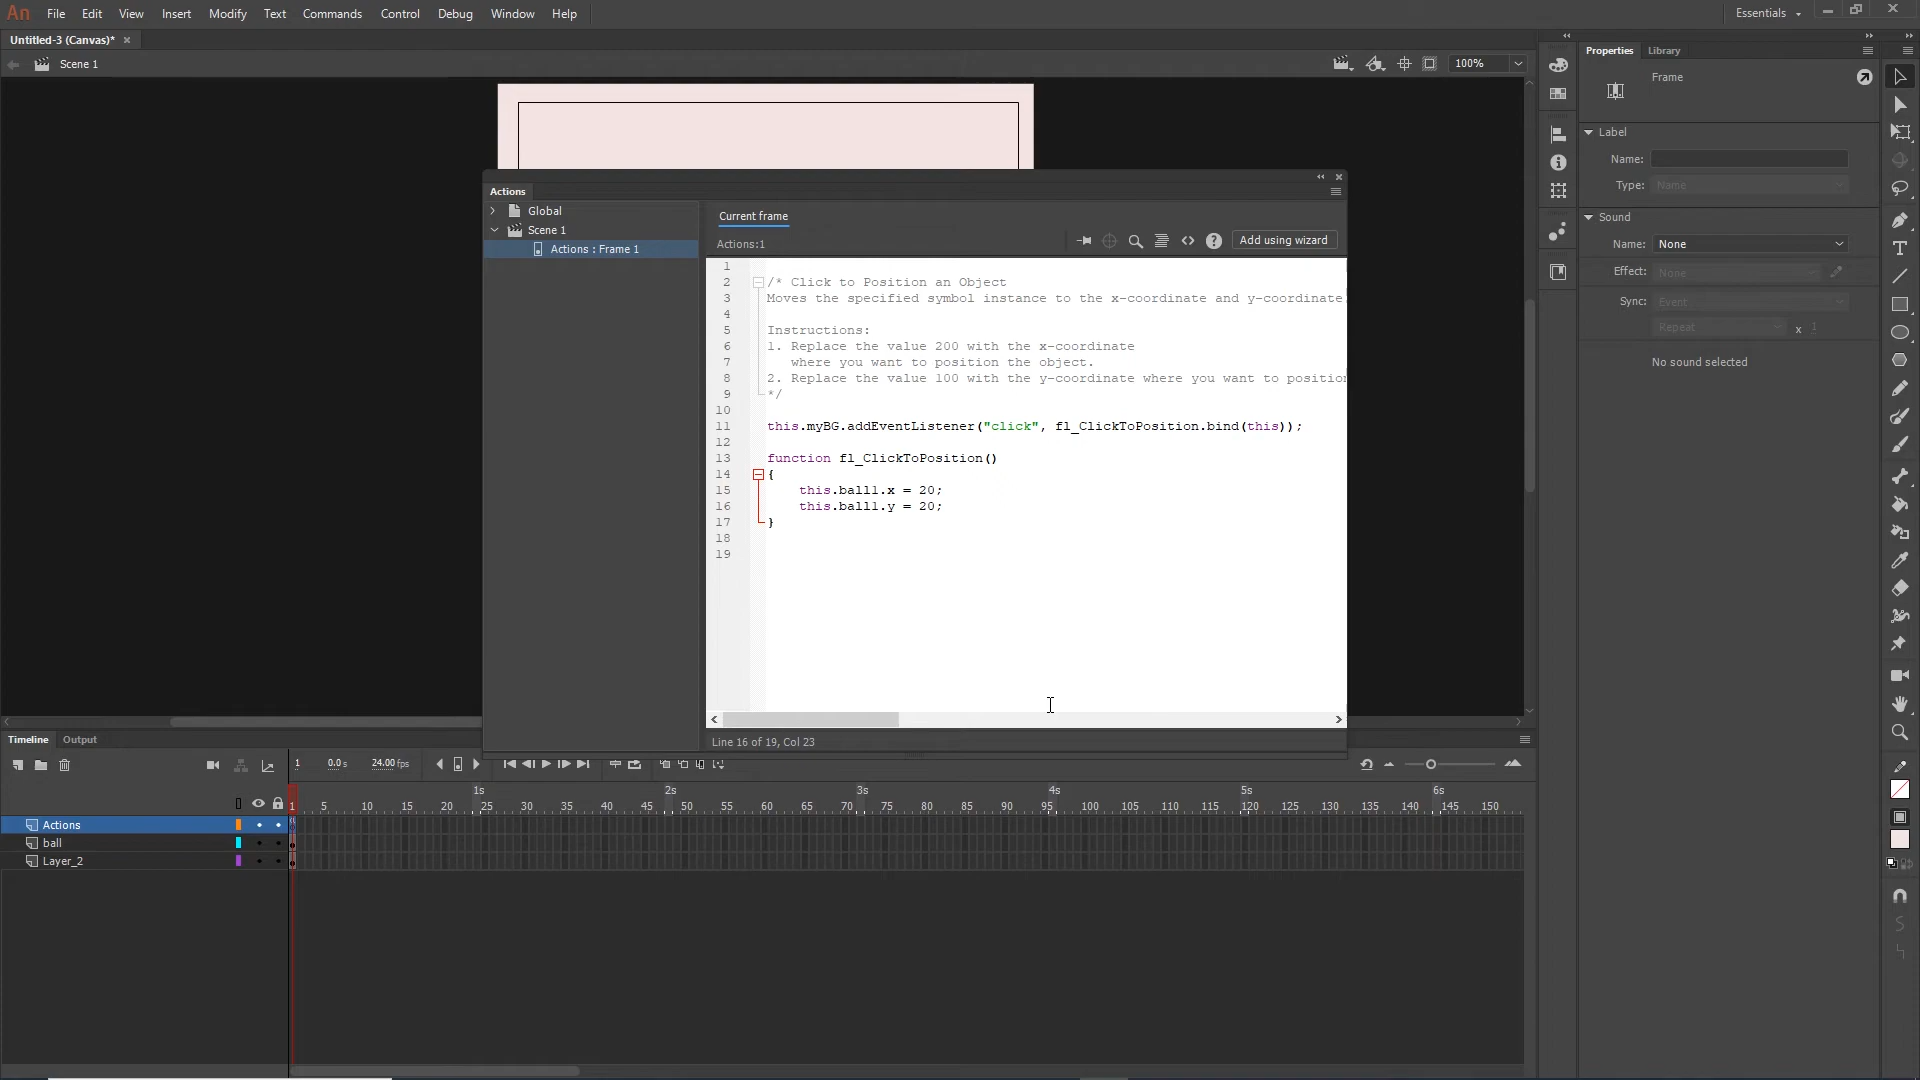 An File Edit View Insert Modify Text Commands Control Debug Window Help Essentials
Untitled-3 (Canvas)* ×
Scene 1 100%
Properties Library
Frame
Label
Name:
Type: Name
Sound
Name: None
Effect: None
Sync: Event
Repeat x 1
No sound selected
Actions
Global
Scene 1
Actions : Frame 1
Current frame
Actions:1 Add using wizard
1
2 /* Click to Position an Object
3 Moves the specified symbol instance to the x-coordinate and y-coordinate
4
5 Instructions:
6 1. Replace the value 200 with the x-coordinate
7 where you want to position the object.
8 2. Replace the value 100 with the y-coordinate where you want to position
9 */
10
11 this.myBG.addEventListener("click", fl_ClickToPosition.bind(this));
12
13 function fl_ClickToPosition()
14 {
15 this.ball1.x = 20;
16 this.ball1.y = 20;
17 }
18
19
Line 16 of 19, Col 23
Timeline Output
1 0.0s 24.00 fps
1s 2s 3s 4s 5s 6s
1 5 10 15 20 25 30 35 40 45 50 55 60 65 70 75 80 85 90 95 100 105 110 115 120 125 130 135 140 145 150
Actions
ball
Layer_2